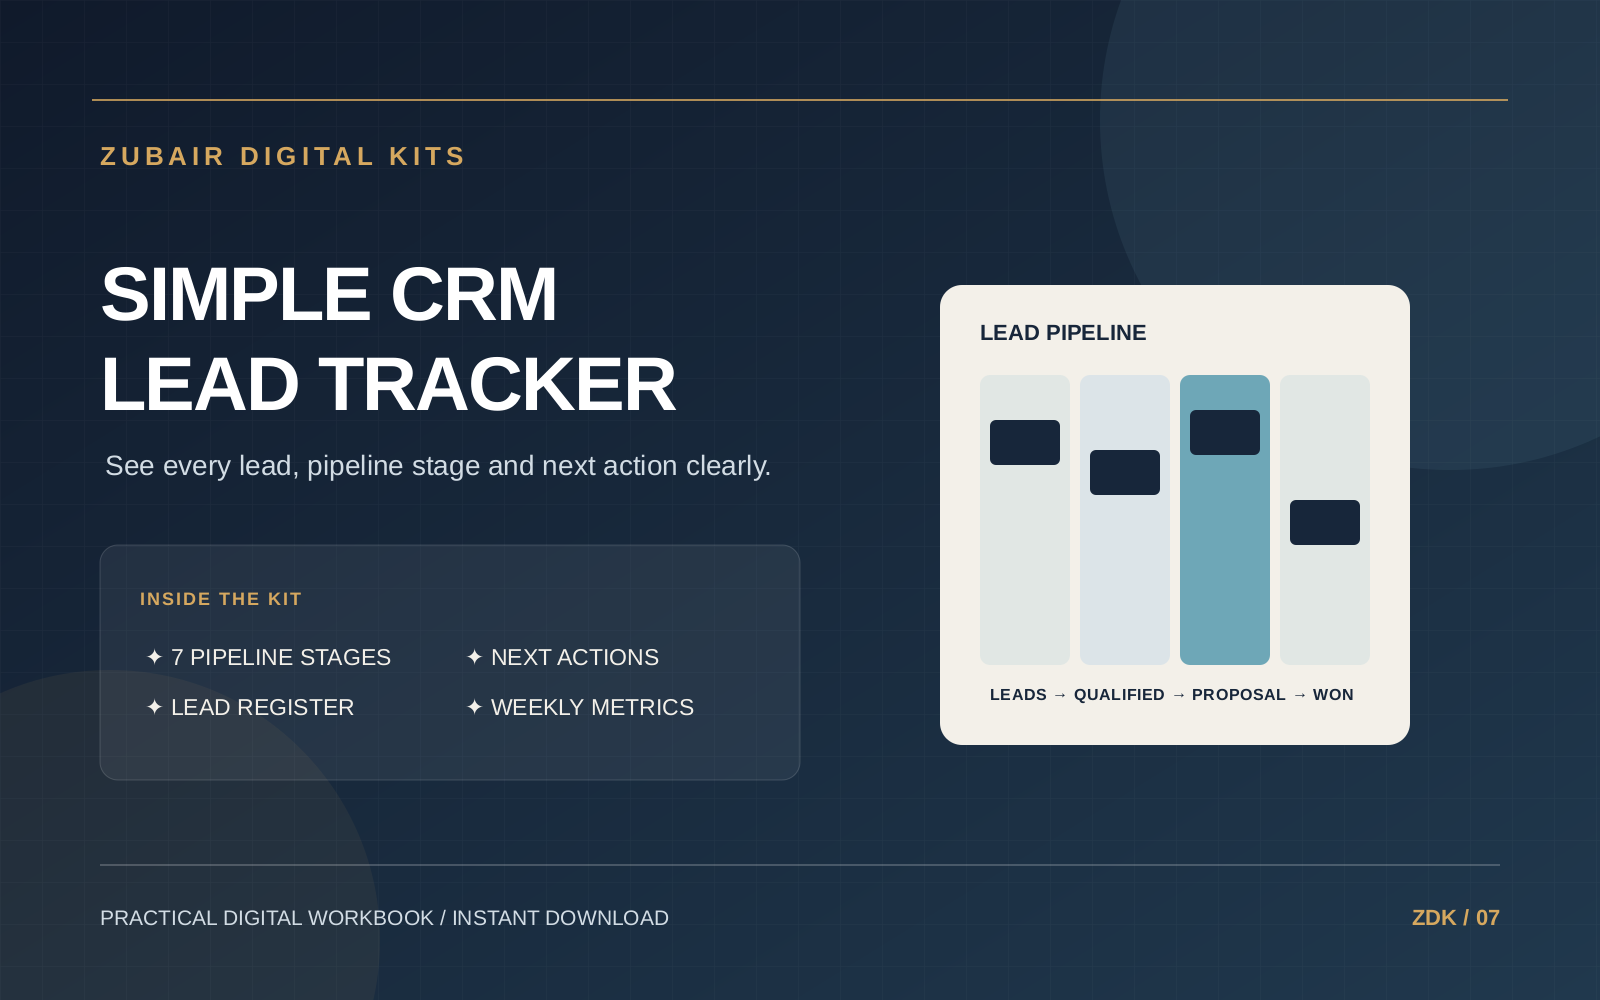 ZUBAIR DIGITAL KITS
SIMPLE CRM
LEAD TRACKER
See every lead, pipeline stage and next action clearly.
INSIDE THE KIT
✦ 7 PIPELINE STAGES
✦ NEXT ACTIONS
✦ LEAD REGISTER
✦ WEEKLY METRICS
LEAD PIPELINE
LEADS → QUALIFIED → PROPOSAL → WON
PRACTICAL DIGITAL WORKBOOK / INSTANT DOWNLOAD
ZDK / 07